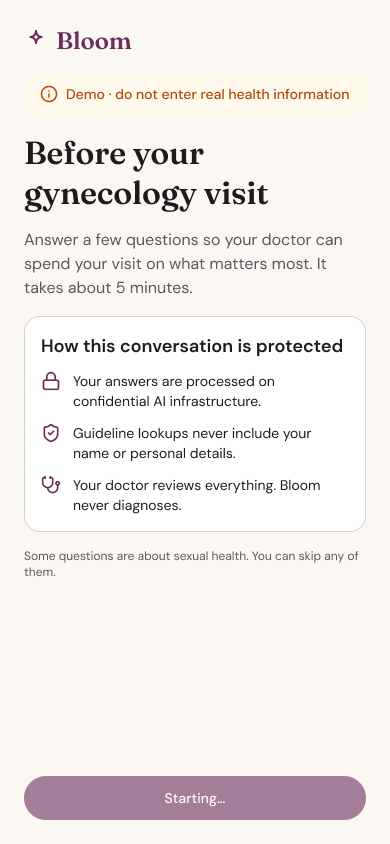 Bloom
Demo · do not enter real health information
Before your
gynecology visit
Answer a few questions so your doctor can
spend your visit on what matters most. It
takes about 5 minutes.
How this conversation is protected
Your answers are processed on
confidential AI infrastructure.
Guideline lookups never include your
name or personal details.
Your doctor reviews everything. Bloom
never diagnoses.
Some questions are about sexual health. You can skip any of
them.
Starting…